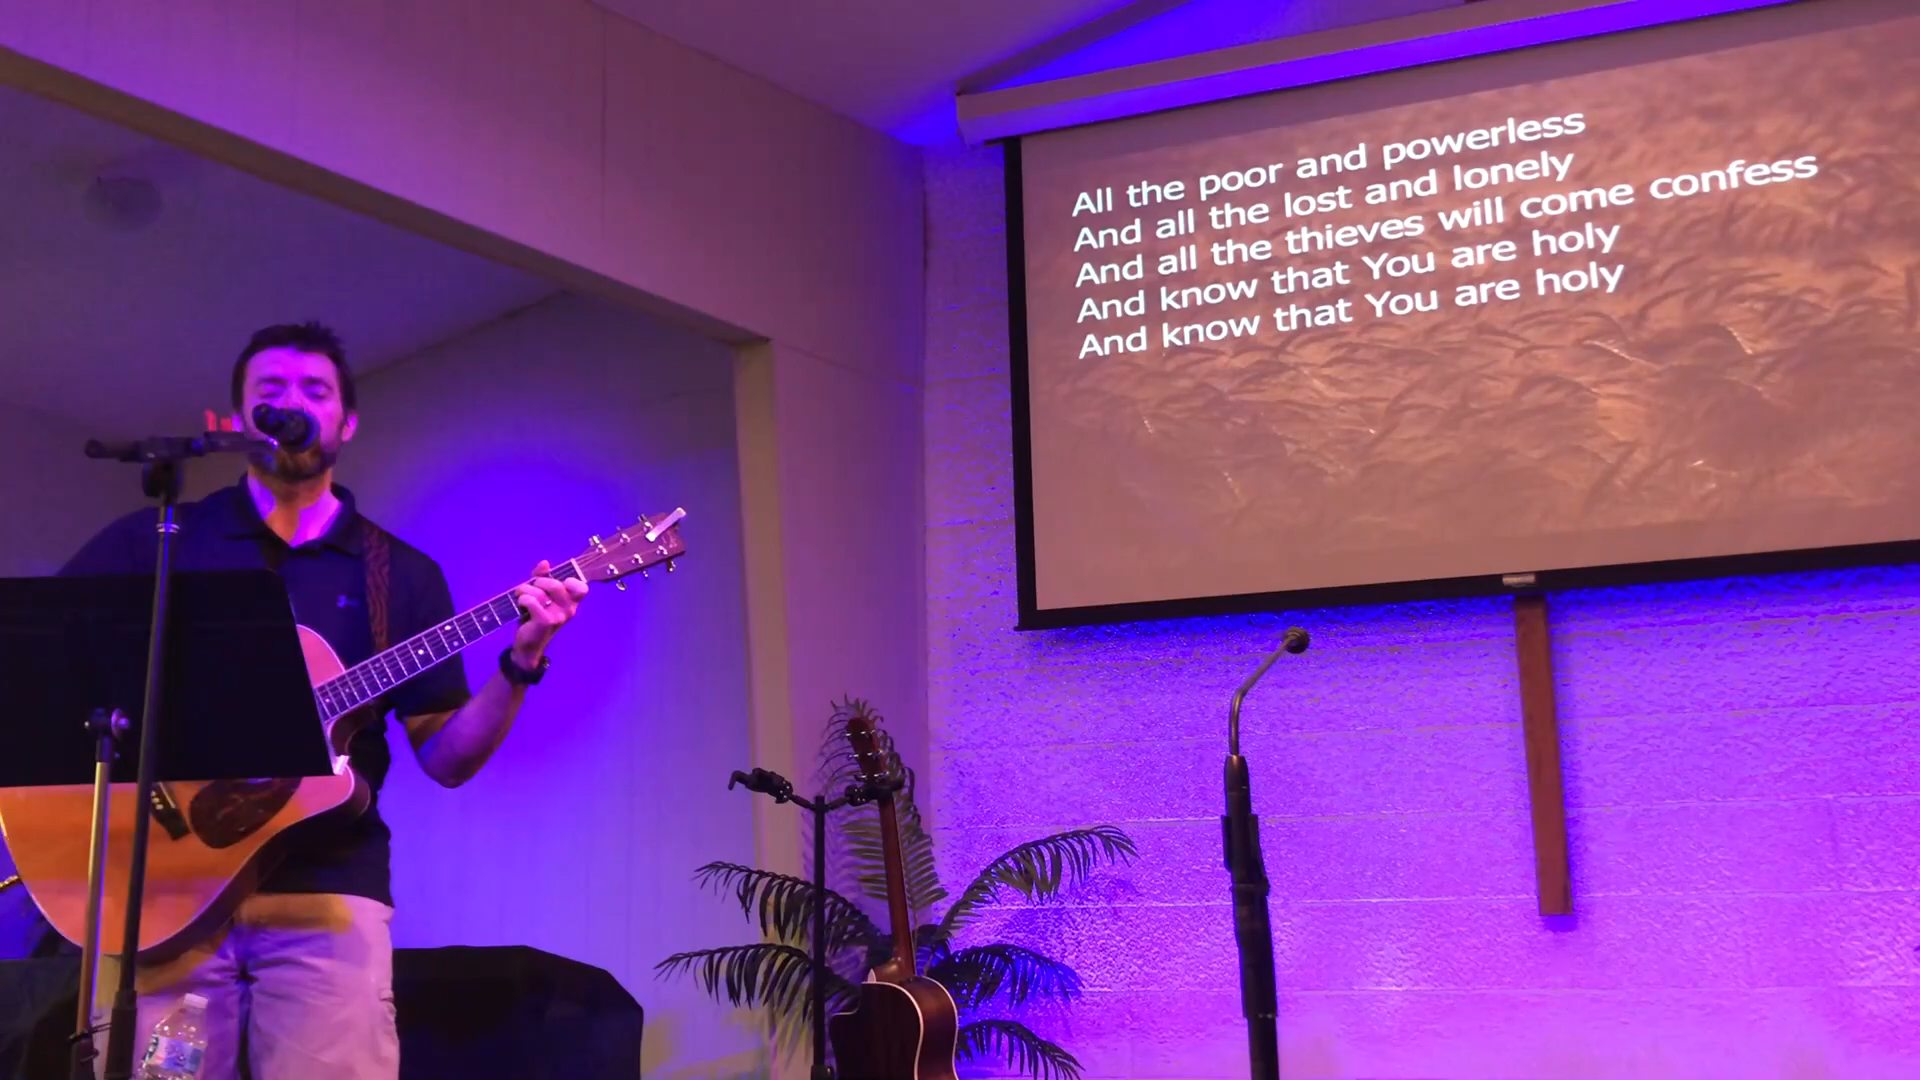 All the poor and powerless
And all the lost and lonely
And all the thieves will come confess
And know that You are holy
And know that You are holy